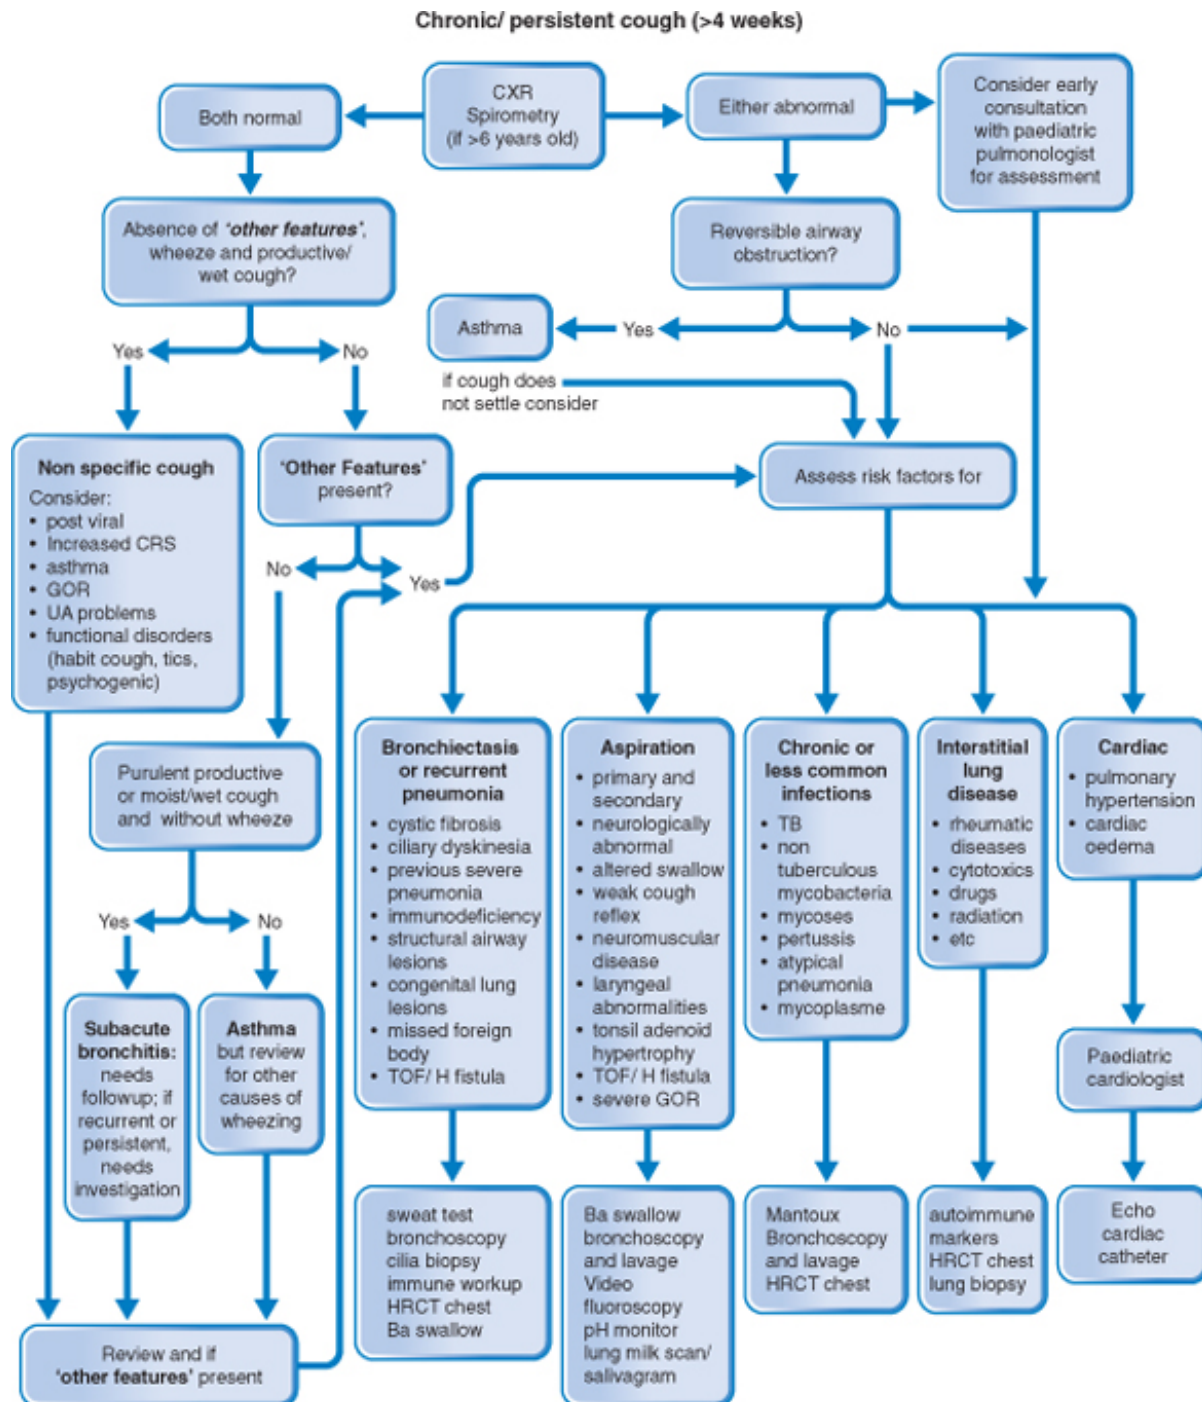 Chronic/ persistent cough (>4 weeks)
Both normal
CXR
Spirometry
(if >6 years old)
Either abnormal
Consider early
consultation
with paediatric
pulmonologist
for assessment
Absence of 'other features',
wheeze and productive/
wet cough?
Reversible airway
obstruction?
Asthma
Yes
No
Yes
No
if cough does
not settle consider
Non specific cough
Consider:
• post viral
• Increased CRS
• asthma
• GOR
• UA problems
• functional disorders
(habit cough, tics,
psychogenic)
'Other Features'
present?
Assess risk factors for
No
Yes
Purulent productive
or moist/wet cough
and without wheeze
Yes
No
Subacute
bronchitis:
needs
followup; if
recurrent or
persistent,
needs
investigation
Asthma
but review
for other
causes of
wheezing
Bronchiectasis
or recurrent
pneumonia
• cystic fibrosis
• ciliary dyskinesia
• previous severe
pneumonia
• immunodeficiency
• structural airway
lesions
• congenital lung
lesions
• missed foreign
body
• TOF/ H fistula
Aspiration
• primary and
secondary
• neurologically
abnormal
• altered swallow
• weak cough
reflex
• neuromuscular
disease
• laryngeal
abnormalities
• tonsil adenoid
hypertrophy
• TOF/ H fistula
• severe GOR
Chronic or
less common
infections
• TB
• non
tuberculous
mycobacteria
• mycoses
• pertussis
• atypical
pneumonia
• mycoplasme
Interstitial
lung
disease
• rheumatic
diseases
• cytotoxics
• drugs
• radiation
• etc
Cardiac
• pulmonary
hypertension
• cardiac
oedema
Paediatric
cardiologist
sweat test
bronchoscopy
cilia biopsy
immune workup
HRCT chest
Ba swallow
Ba swallow
bronchoscopy
and lavage
Video
fluoroscopy
pH monitor
lung milk scan/
salivagram
Mantoux
Bronchoscopy
and lavage
HRCT chest
autoimmune
markers
HRCT chest
lung biopsy
Echo
cardiac
catheter
Review and if
'other features' present